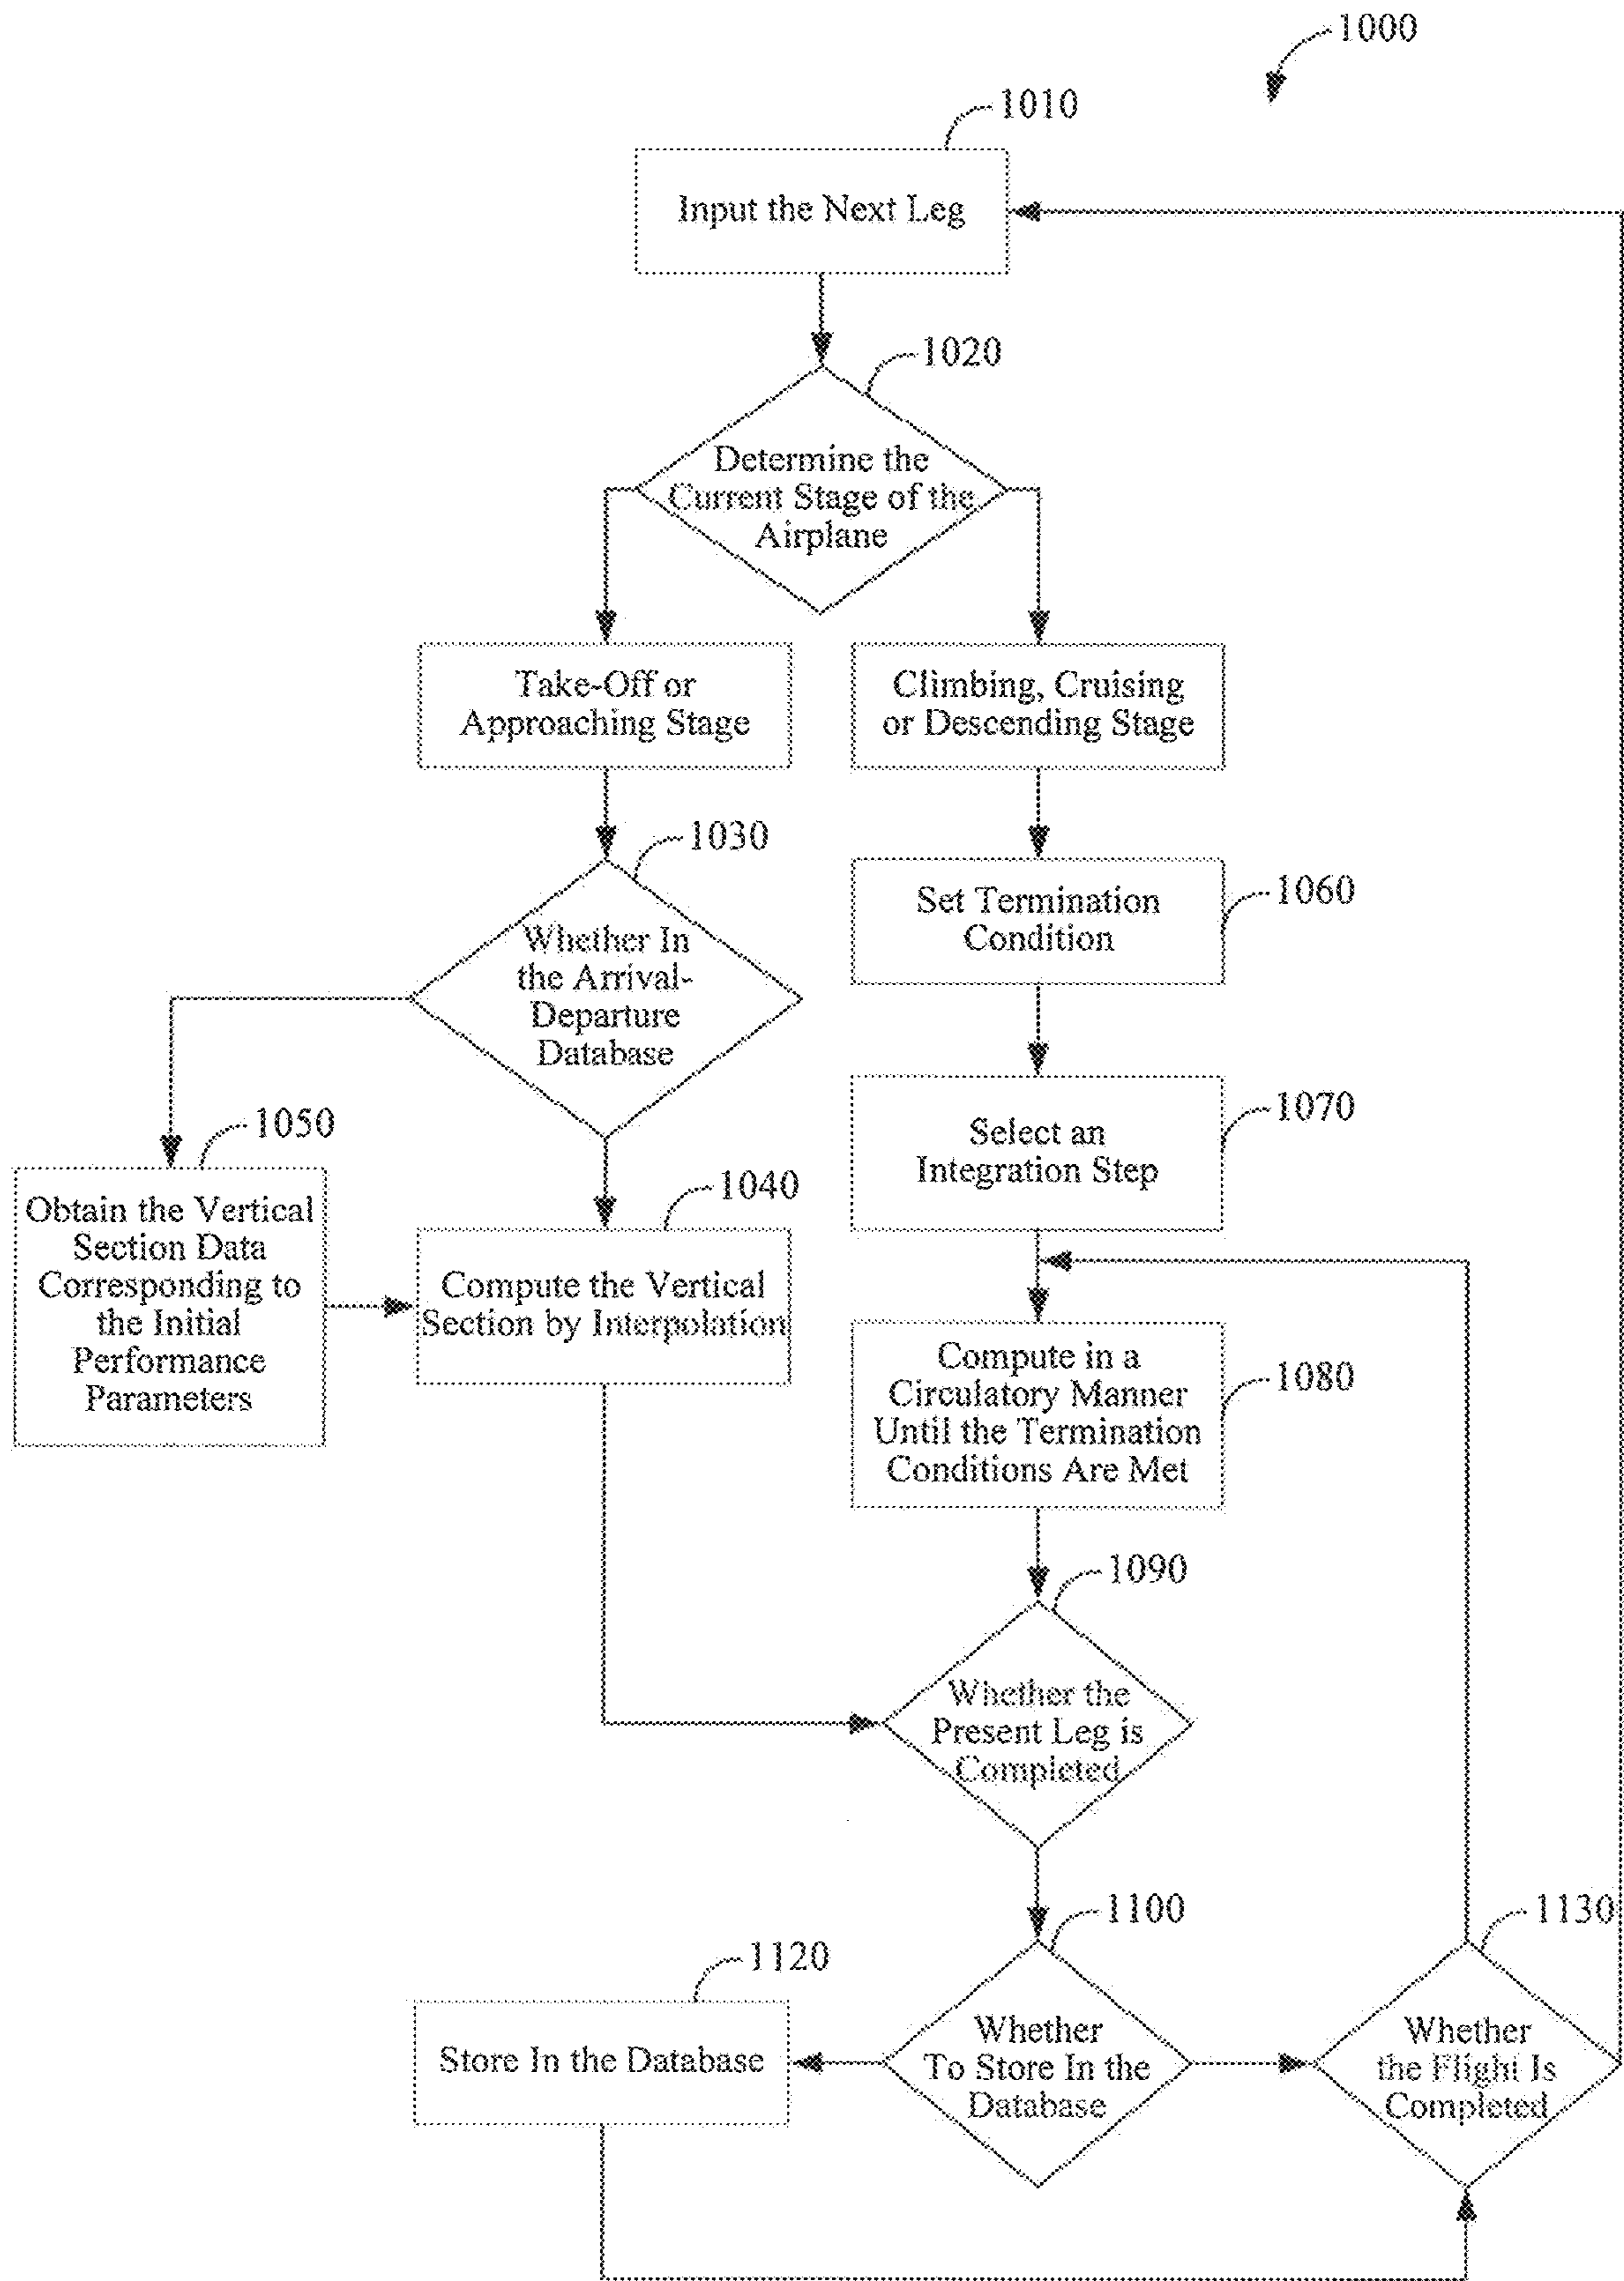 1000
1010
Input the Next Leg
1020
Determine the
Current Stage of the
Airplane
Take-Off or
Approaching Stage
Climbing, Cruising
or Descending Stage
1030
Whether In
the Arrival-
Departure
Database
Set Termination
Condition
1060
1050
Obtain the Vertical
Section Data
Corresponding to
the Initial
Performance
Parameters
1040
Compute the Vertical
Section by Interpolation
Select an
Integration Step
1070
Compute in a
Circulatory Manner
Until the Termination
Conditions Are Met
1080
1090
Whether the
Present Leg is
Completed
1100
Whether
To Store In the
Database
1120
Store In the Database
1130
Whether
the Flight Is
Completed